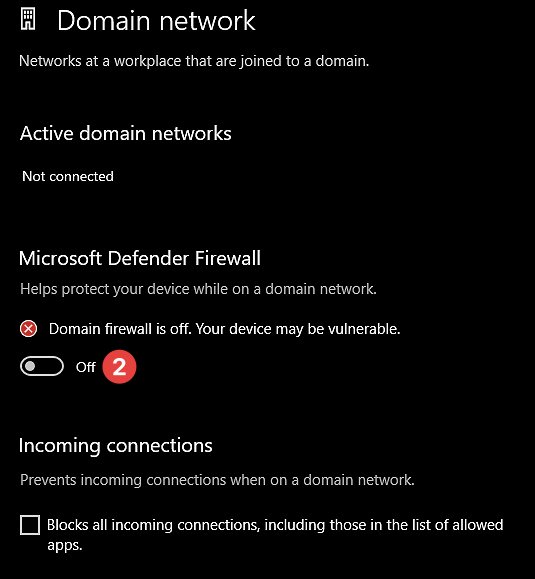 Domain network
Networks at a workplace that are joined to a domain.
Active domain networks
Not connected
Microsoft Defender Firewall
Helps protect your device while on a domain network.
Domain firewall is off. Your device may be vulnerable.
Off 2
Incoming connections
Prevents incoming connections when on a domain network.
Blocks all incoming connections, including those in the list of allowed
apps.